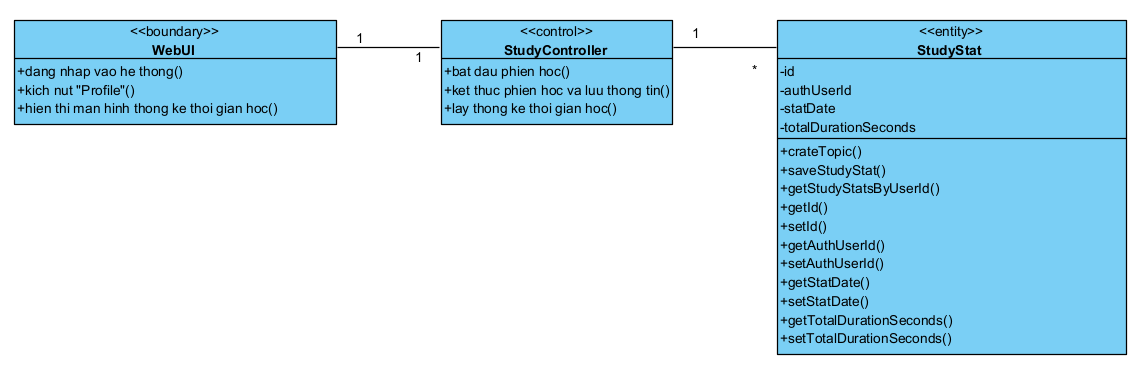 <<boundary>>
WebUI
+dang nhap vao he thong()
+kich nut "Profile"()
+hien thi man hinh thong ke thoi gian hoc()
1
1
<<control>>
StudyController
+bat dau phien hoc()
+ket thuc phien hoc va luu thong tin()
+lay thong ke thoi gian hoc()
1
*
<<entity>>
StudyStat
-id
-authUserId
-statDate
-totalDurationSeconds
+crateTopic()
+saveStudyStat()
+getStudyStatsByUserId()
+getId()
+setId()
+getAuthUserId()
+setAuthUserId()
+getStatDate()
+setStatDate()
+getTotalDurationSeconds()
+setTotalDurationSeconds()